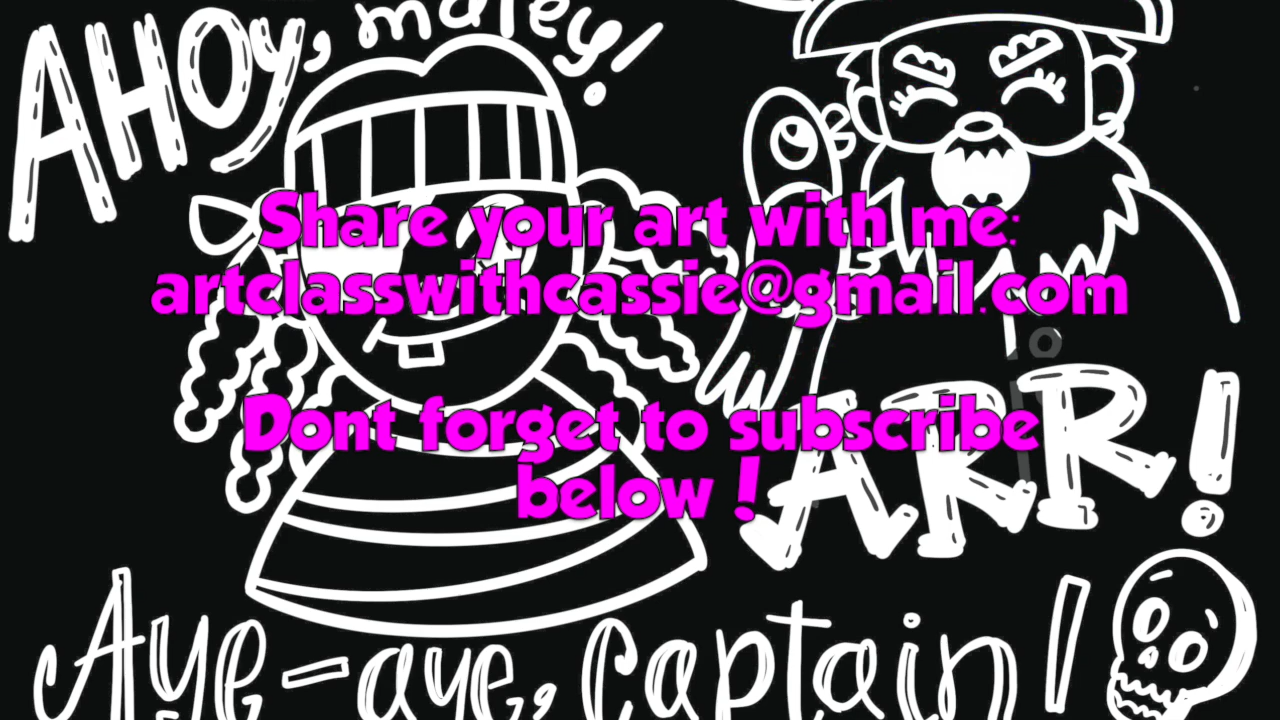 AHOY, matey!
Share your art with me:
artclasswithcassie@gmail.com
Dont forget to subscribe
below!
ARR!
Aye-aye, captain!